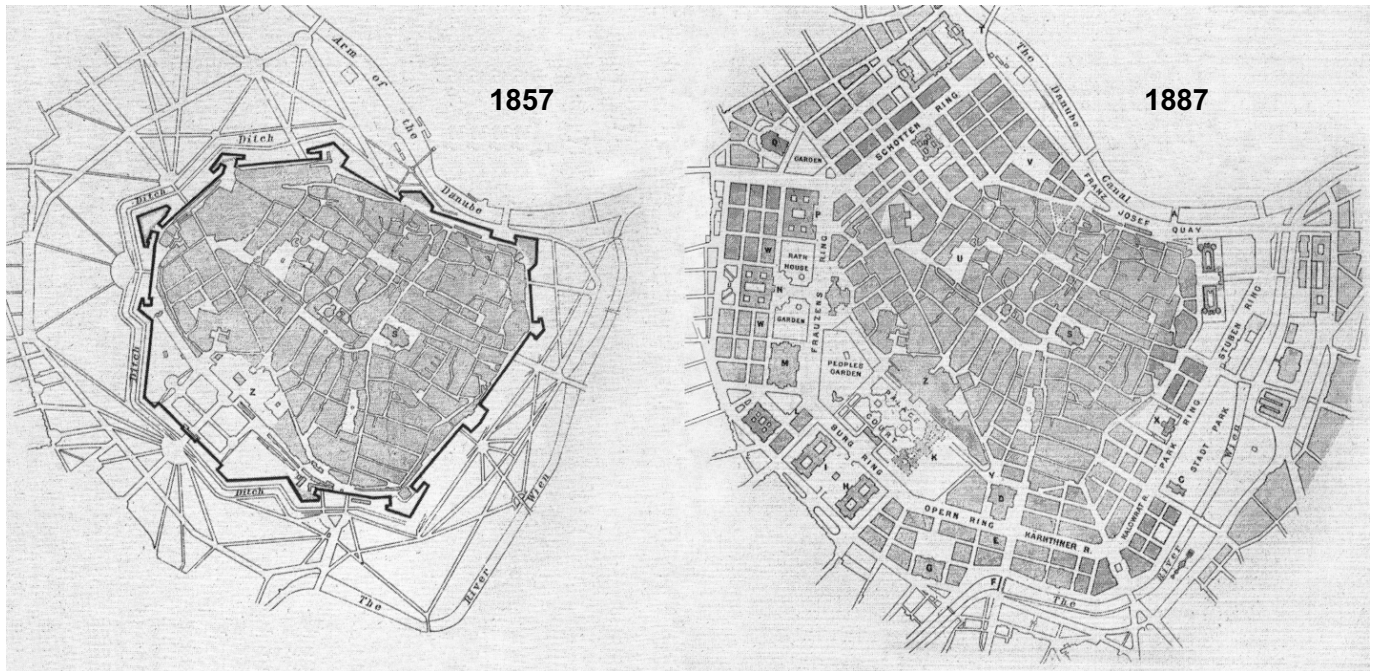 1857
Arm of the Danube
Ditch
Ditch
Ditch
Ditch
S
Z
The River Wien
1887
The Danube Canal
Y
SCHOTTEN RING
Q
GARDEN
V
FRANZ JOSEF QUAY
A
P
W
RATH HOUSE
FRAUZENS RING
U
N
GARDEN
W
S
STUBEN RING
M
PEOPLES GARDEN
Z
PALACE COURT
L
X
PARK RING
STADT PARK
BURG RING
K
I
H
C
D
OPERN RING
E
KARNTHNER R.
KALOWRAT R.
G
F
The River Wien